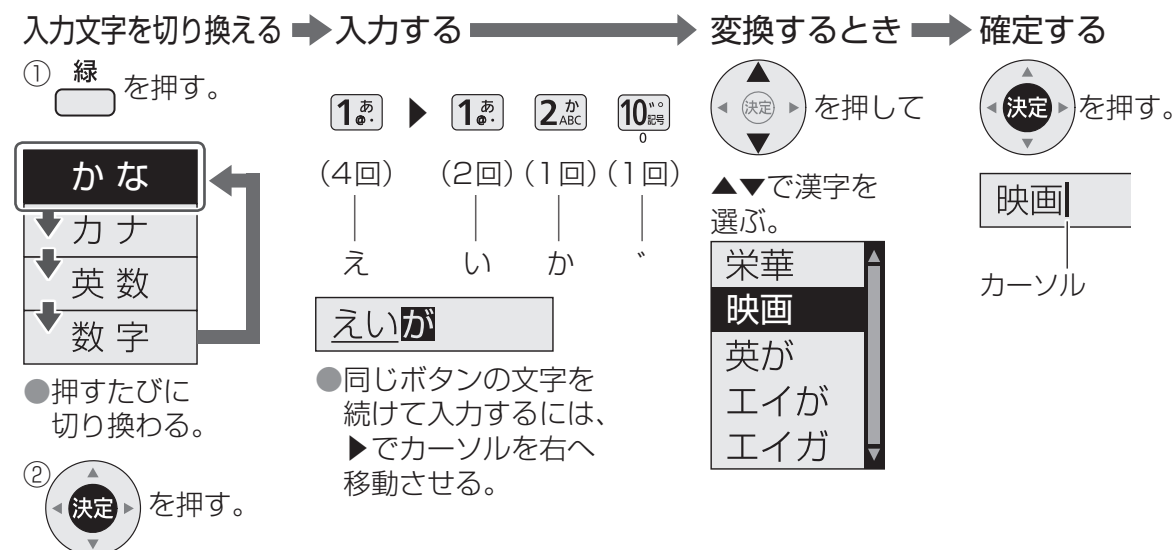 入力文字を切り換える
① 緑 を押す。
かな
カナ
英数
数字
●押すたびに
切り換わる。
② 決定 を押す。
入力する
1 あ @. ▶ 1 あ @. 2 か ABC 10 ゛゜ 記号 0
(4回) (2回) (1回) (1回)
え い か ゛
えいが
●同じボタンの文字を
続けて入力するには、
▶でカーソルを右へ
移動させる。
変換するとき
決定 を押して
▲▼で漢字を
選ぶ。
栄華
映画
英が
エイが
エイガ
確定する
決定 を押す。
映画
カーソル